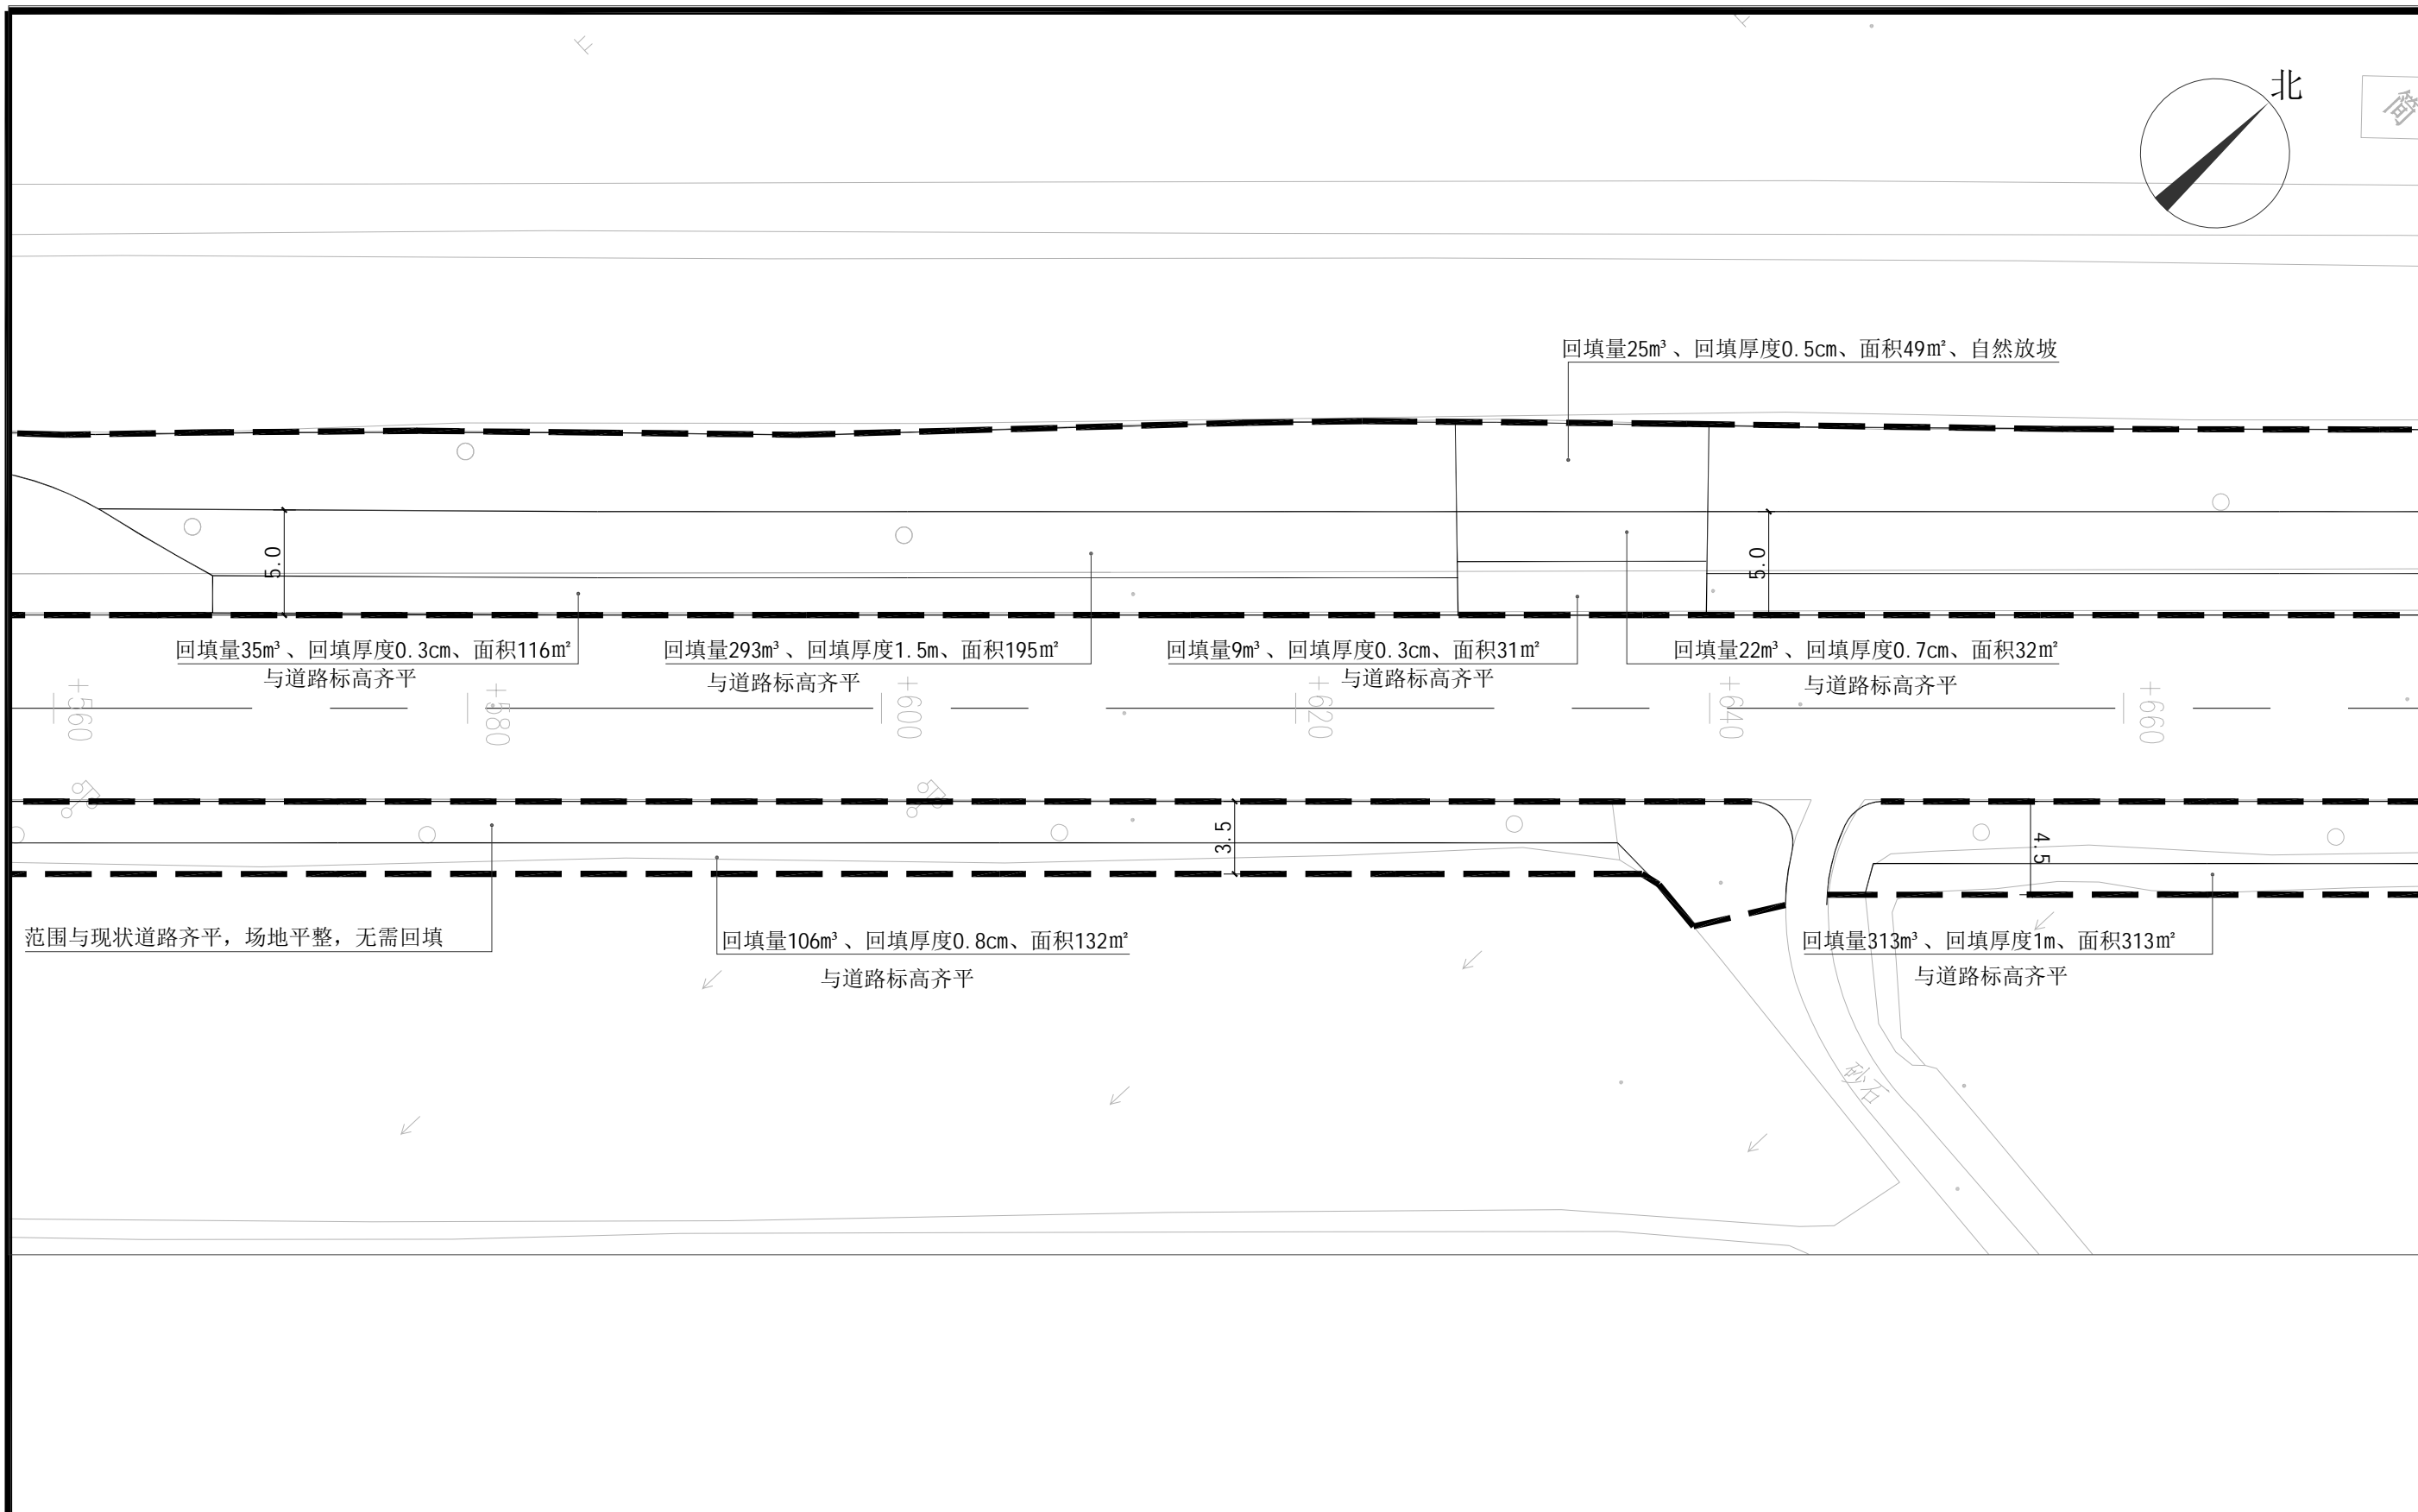 北
简
回填量25m³、回填厚度0.5cm、面积49㎡、自然放坡
5.0
5.0
回填量35m³、回填厚度0.3cm、面积116㎡
与道路标高齐平
回填量293m³、回填厚度1.5m、面积195㎡
与道路标高齐平
回填量9m³、回填厚度0.3cm、面积31㎡
与道路标高齐平
回填量22m³、回填厚度0.7cm、面积32㎡
与道路标高齐平
+560
+580
+600
+620
+640
+660
3.5
4.5
范围与现状道路齐平，场地平整，无需回填
回填量106m³、回填厚度0.8cm、面积132㎡
与道路标高齐平
回填量313m³、回填厚度1m、面积313㎡
与道路标高齐平
砂石